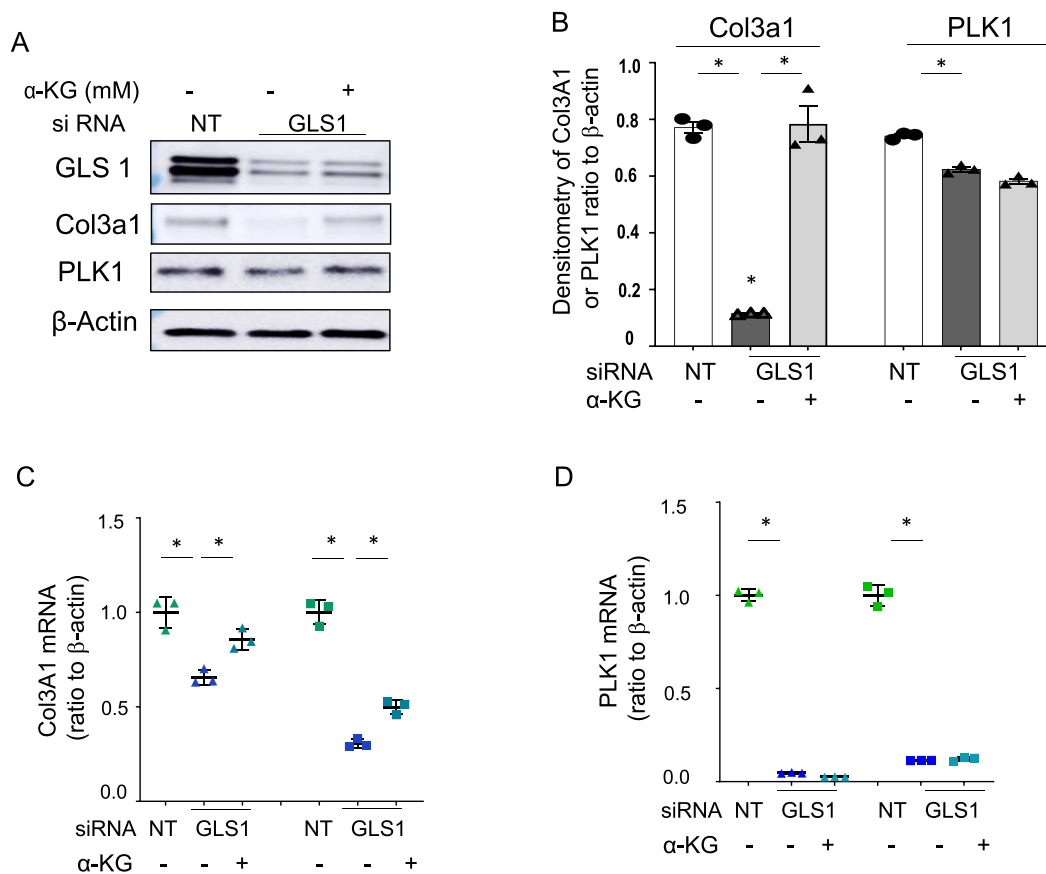 A
α-KG (mM) - - +
si RNA NT GLS1
GLS 1
Col3a1
PLK1
β-Actin
B
Col3a1 PLK1
* * *
*
Densitometry of Col3A1
or PLK1 ratio to β-actin
1.0
0.8
0.6
0.4
0.2
0
siRNA NT GLS1 NT GLS1
α-KG - - + - - +
C
Col3A1 mRNA
(ratio to β-actin)
1.5
1.0
0.5
0.0
* * * *
siRNA NT GLS1 NT GLS1
α-KG - - + - - +
D
PLK1 mRNA
(ratio to β-actin)
1.5
1.0
0.5
0.0
* *
siRNA NT GLS1 NT GLS1
α-KG - - + - - +